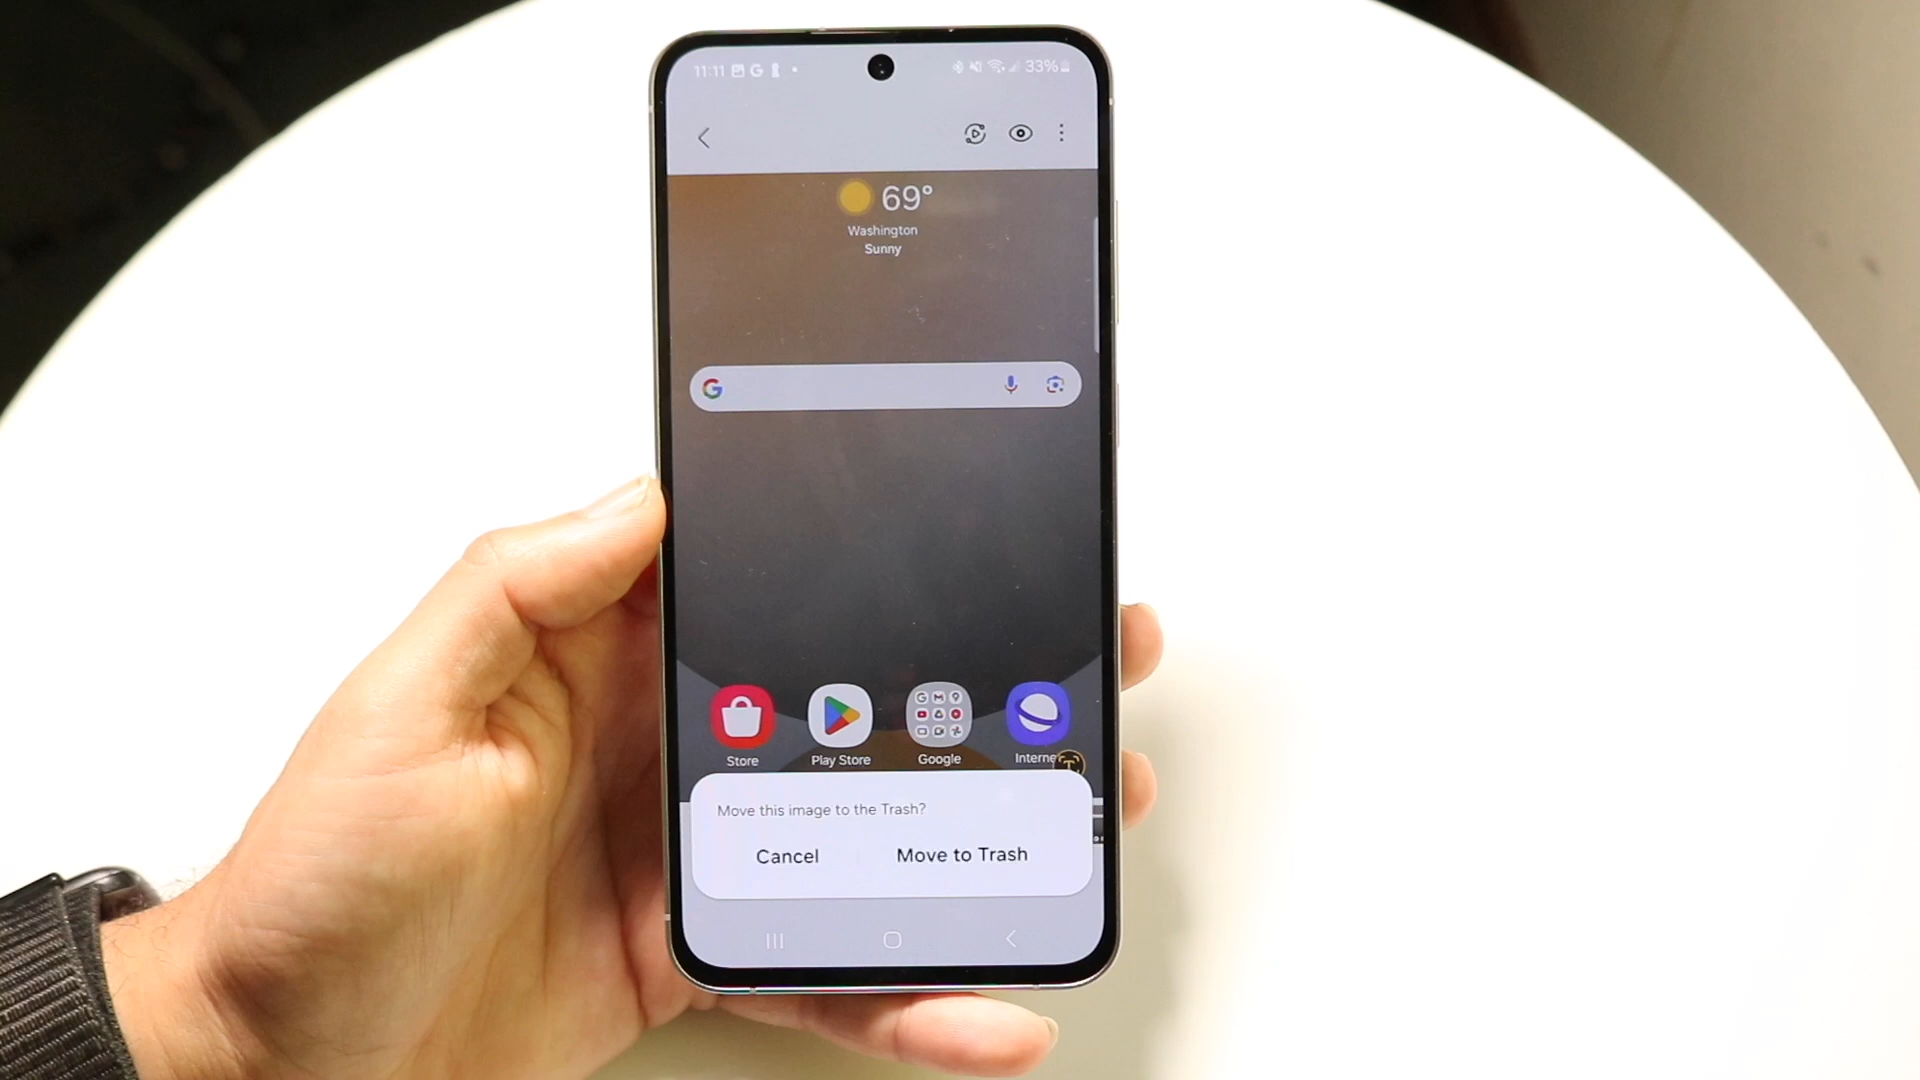 11:11 G 33%
69°
Washington
Sunny
G
Store Play Store Google Interne
T
Move this image to the Trash?
Cancel Move to Trash